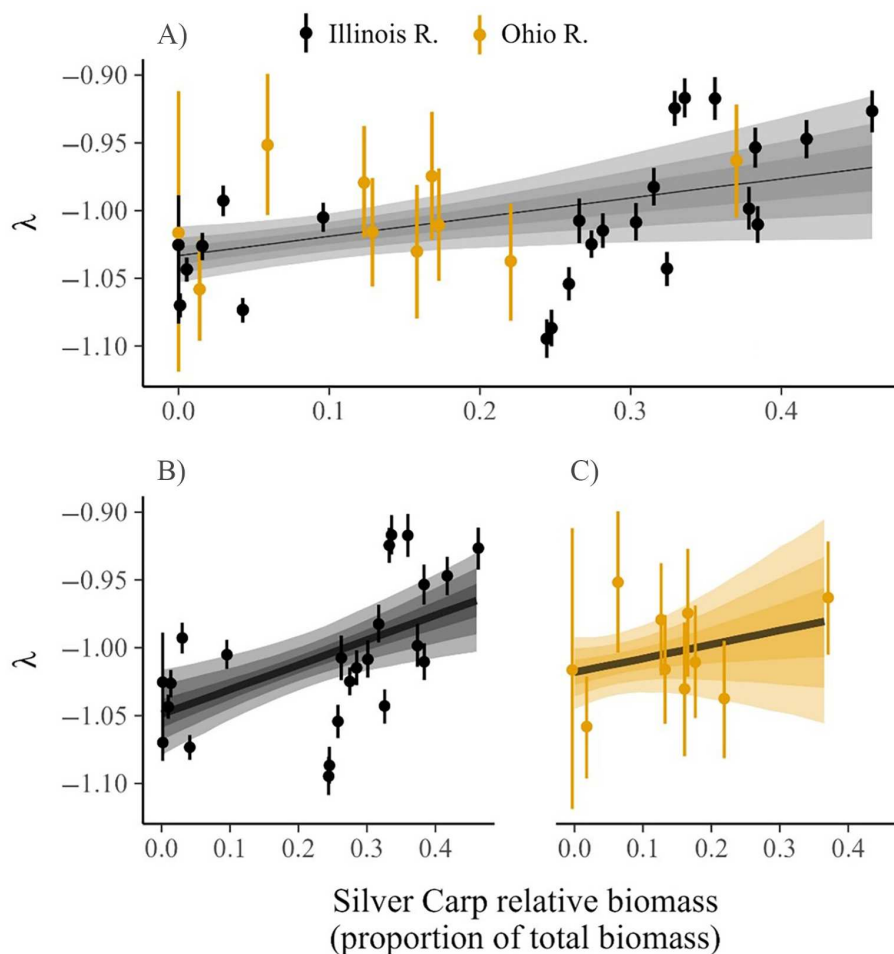 A)
Illinois R. Ohio R.
−0.90
−0.95
−1.00
−1.05
−1.10
λ
0.0 0.1 0.2 0.3 0.4
B)
−0.90
−0.95
−1.00
−1.05
−1.10
λ
0.0 0.1 0.2 0.3 0.4
C)
0.0 0.1 0.2 0.3 0.4
Silver Carp relative biomass
(proportion of total biomass)